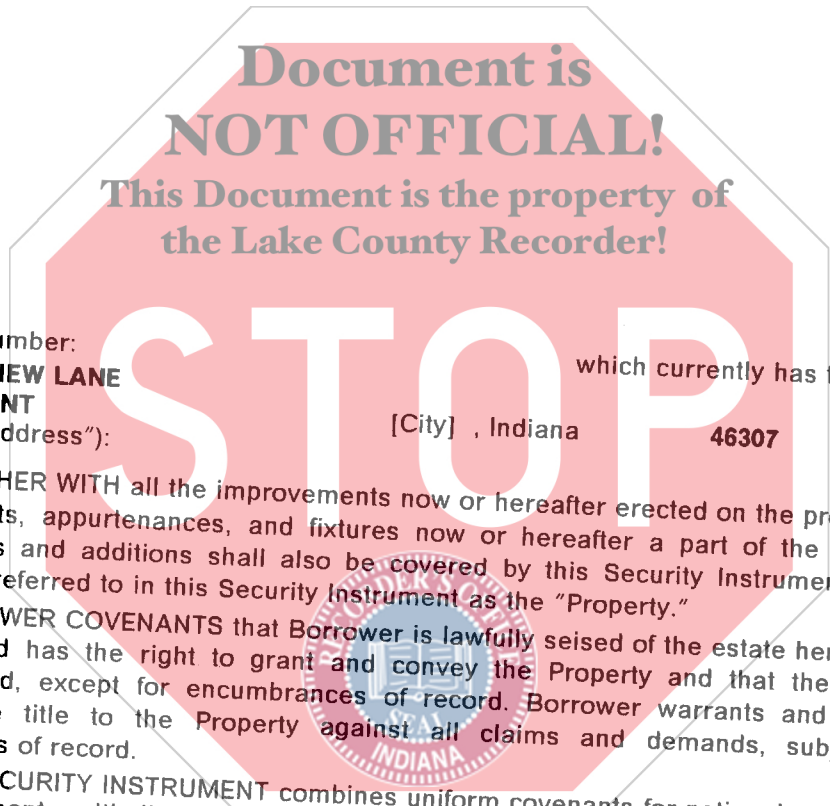 Document is
NOT OFFICIAL!
This Document is the property of
the Lake County Recorder!
STOP
umber:
which currently has t
IEW LANE
NT
[City] , Indiana 46307
ddress"):
HER WITH all the improvements now or hereafter erected on the pro
ts, appurtenances, and fixtures now or hereafter a part of the
s and additions shall also be covered by this Security Instrumen
referred to in this Security Instrument as the "Property."
WER COVENANTS that Borrower is lawfully seised of the estate her
d has the right to grant and convey the Property and that the
d, except for encumbrances of record. Borrower warrants and
e title to the Property against all claims and demands, subj
s of record.
CURITY INSTRUMENT combines uniform covenants for
RECORDER'S
SEAL
INDIANA